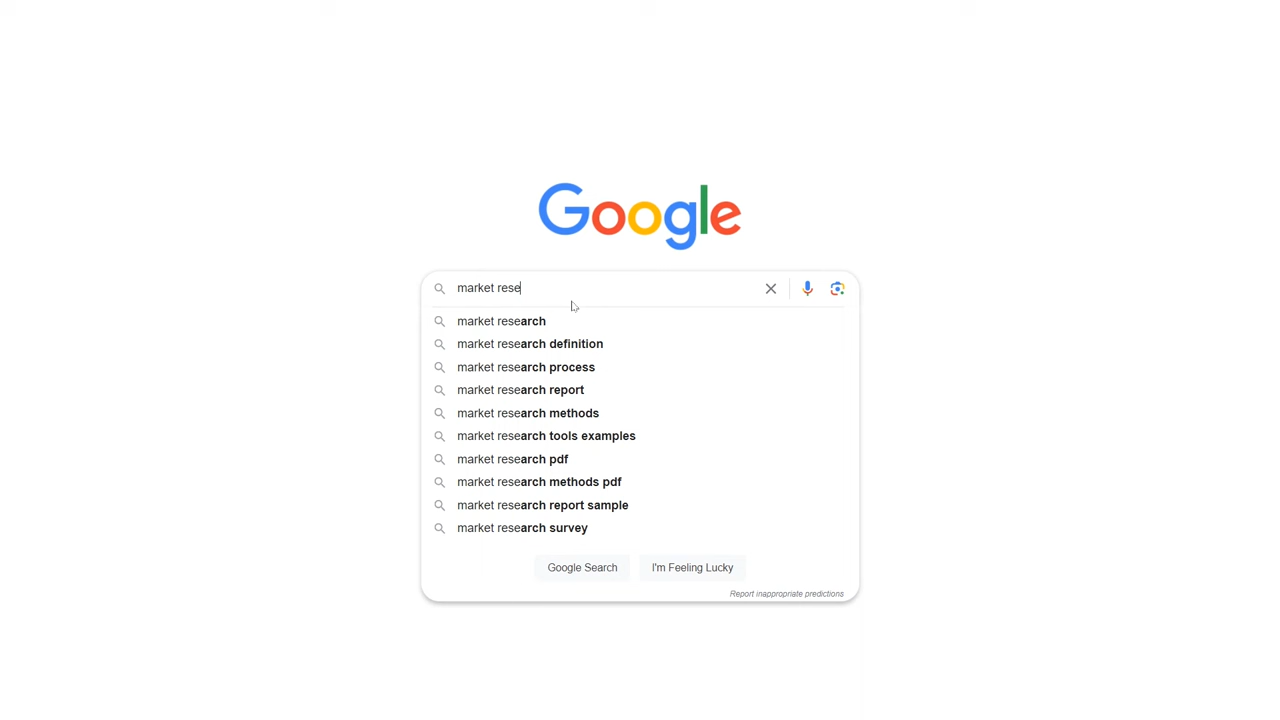 Google
market rese
market research
market research definition
market research process
market research report
market research methods
market research tools examples
market research pdf
market research methods pdf
market research report sample
market research survey
Google Search
I'm Feeling Lucky
Report inappropriate predictions